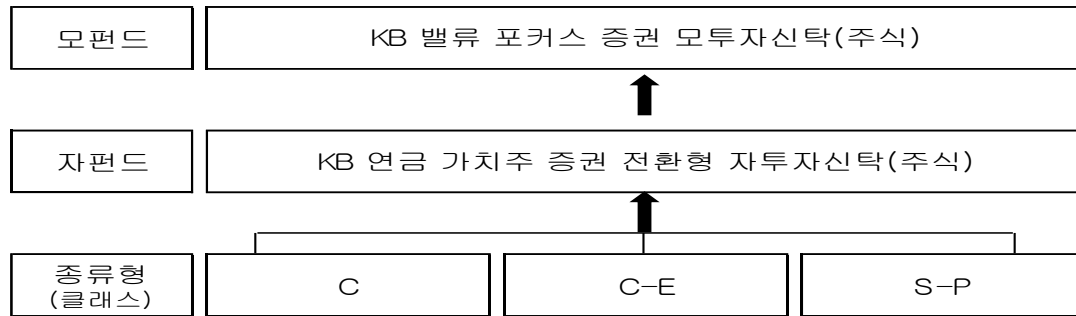 모펀드
KB 밸류 포커스 증권 모투자신탁(주식)
자펀드
KB 연금 가치주 증권 전환형 자투자신탁(주식)
종류형
(클래스)
C
C-E
S-P